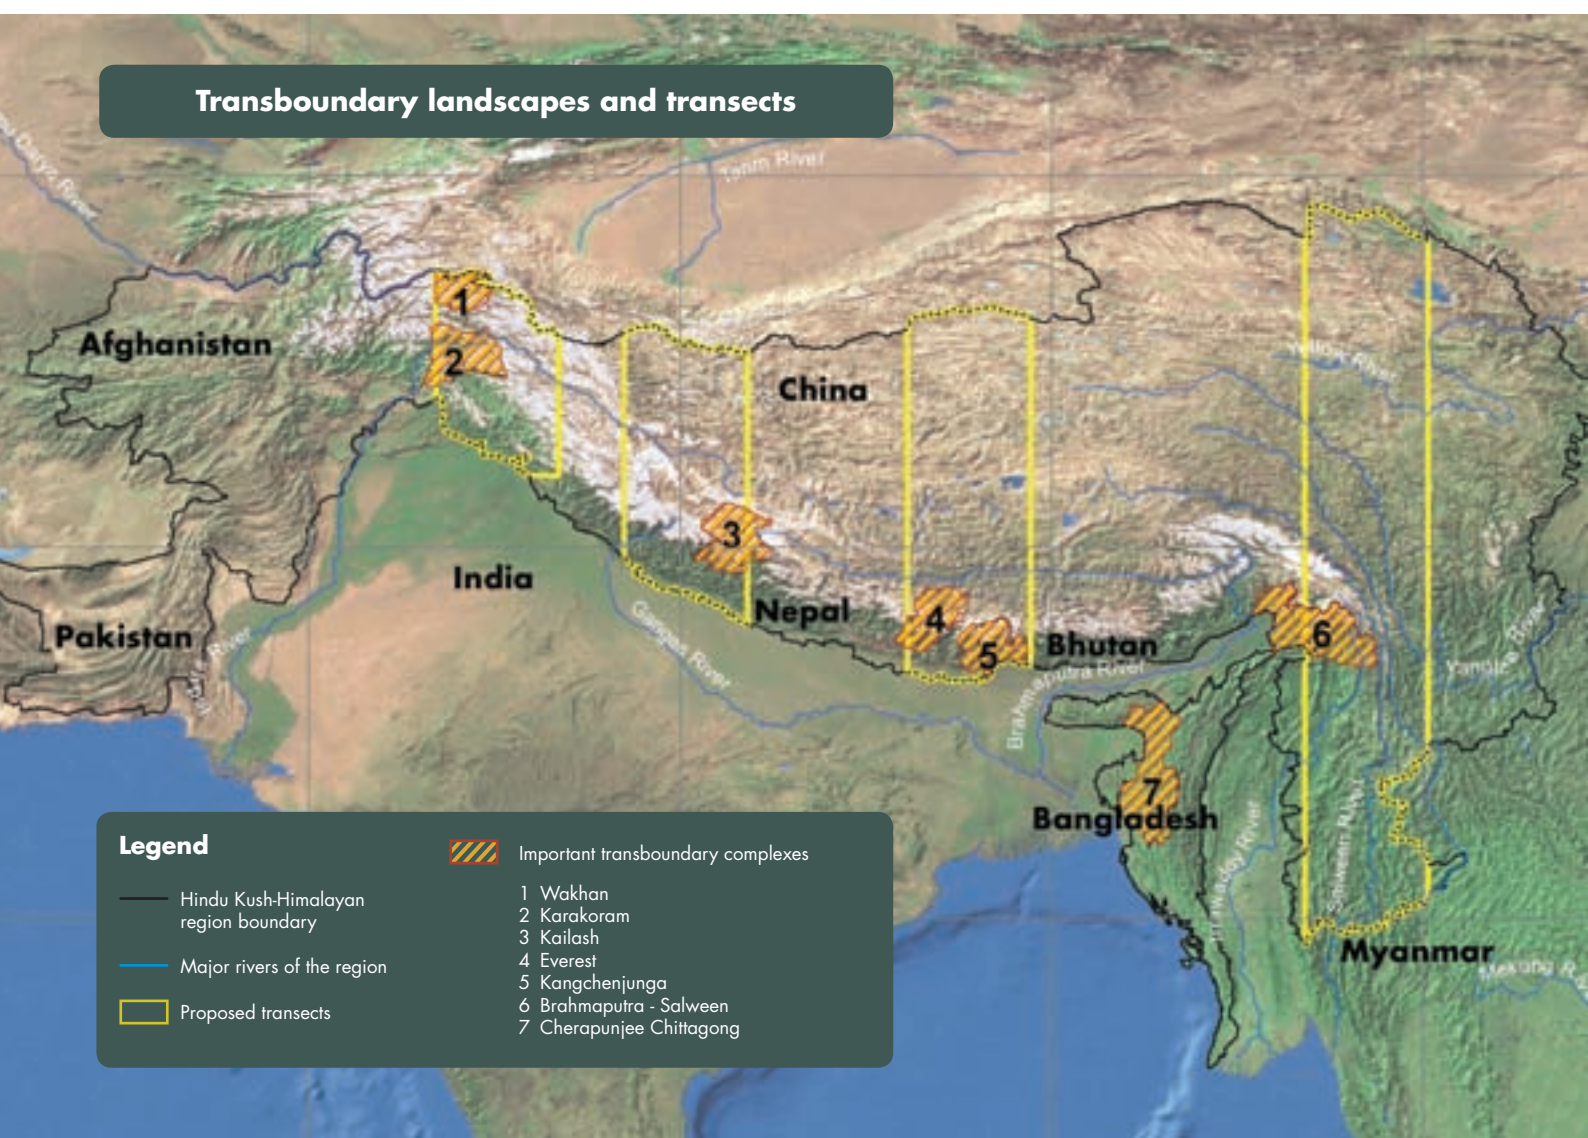 Transboundary landscapes and transects
Tarim River
Yellow River
Afghanistan
1
2
China
3
India
Nepal
4
5
Bhutan
6
Pakistan
River
Ganges River
Brahmaputra River
Yangtze River
7
Bangladesh
Irrawaddy River
Salween River
Myanmar
Mekong R
Legend
Hindu Kush-Himalayan
region boundary
Major rivers of the region
Proposed transects
Important transboundary complexes
1 Wakhan
2 Karakoram
3 Kailash
4 Everest
5 Kangchenjunga
6 Brahmaputra - Salween
7 Cherapunjee Chittagong